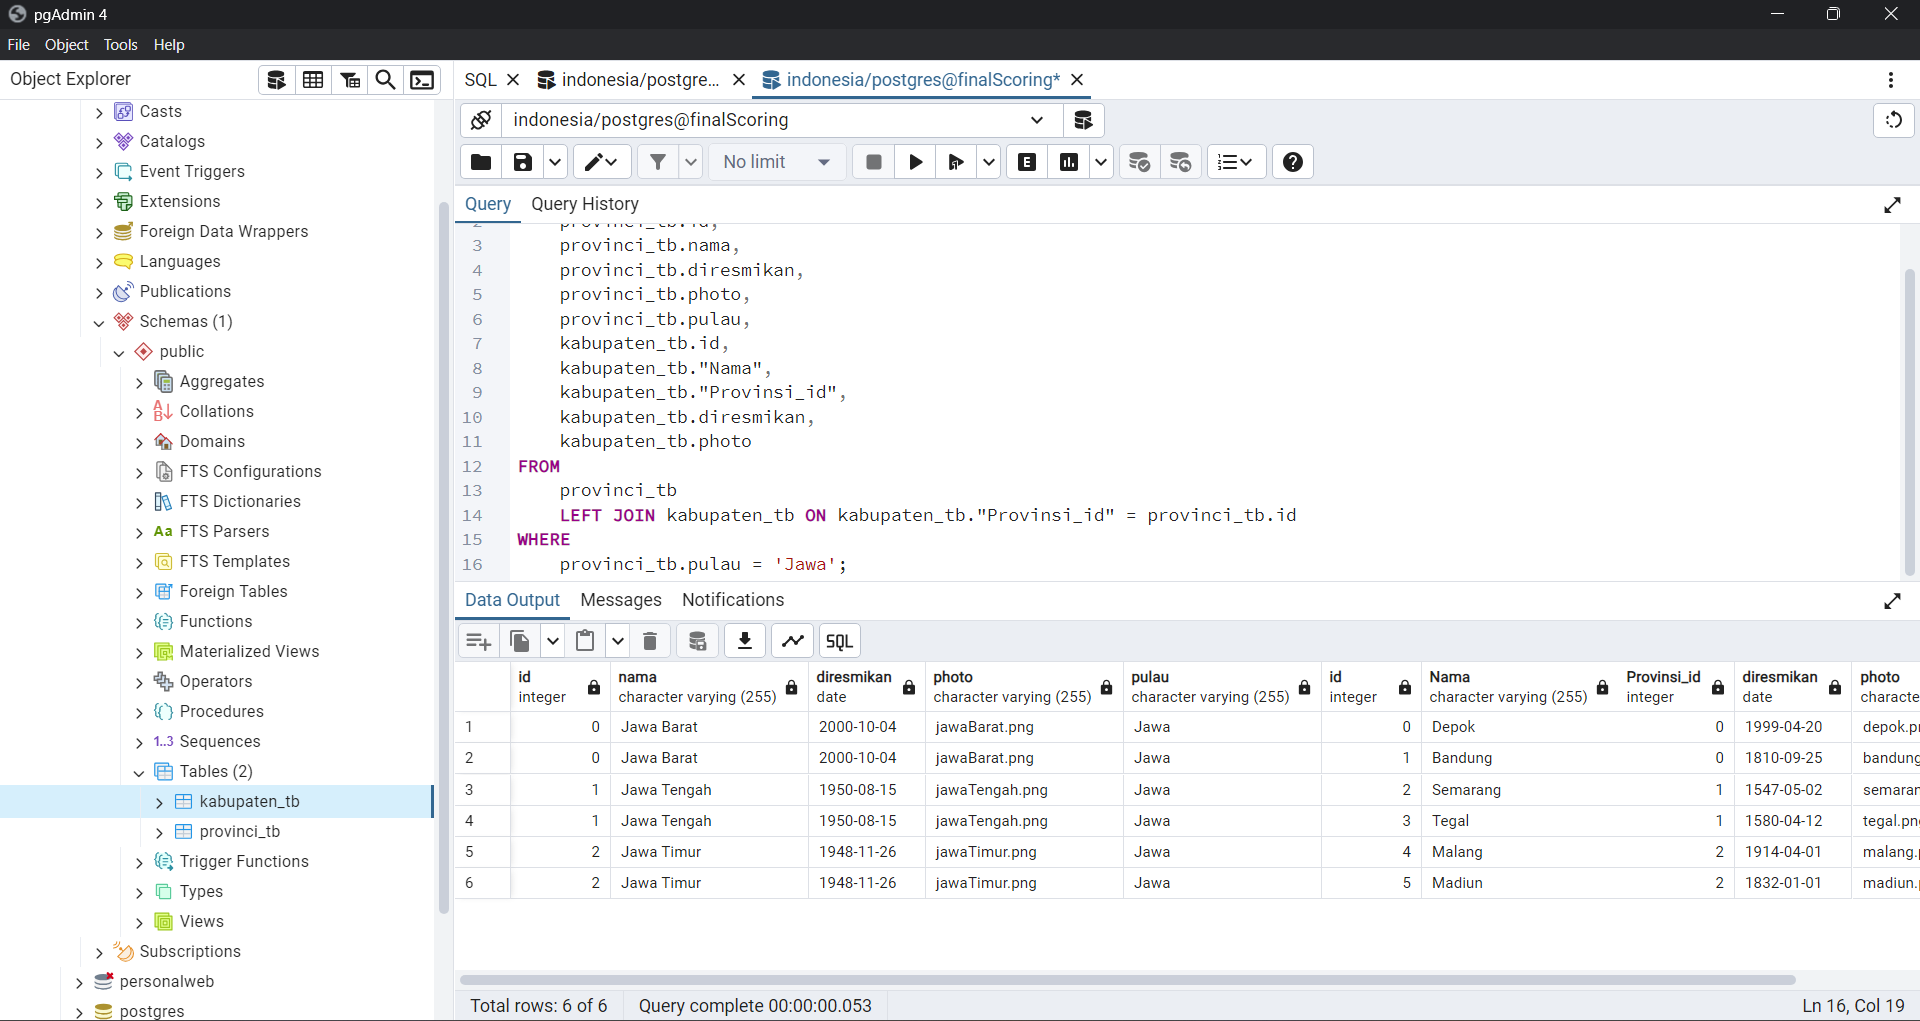 pgAdmin 4
File Object Tools Help
Object Explorer
SQL indonesia/postgre... indonesia/postgres@finalScoring*
indonesia/postgres@finalScoring
No limit
E
Query Query History
Casts
Catalogs
Event Triggers
Extensions
Foreign Data Wrappers
Languages
Publications
Schemas (1)
public
Aggregates
Collations
Domains
FTS Configurations
FTS Dictionaries
Aa FTS Parsers
FTS Templates
Foreign Tables
Functions
Materialized Views
Operators
Procedures
1..3 Sequences
Tables (2)
kabupaten_tb
provinci_tb
Trigger Functions
Types
Views
Subscriptions
personalweb
postgres
2 provinci_tb.id,
3 provinci_tb.nama,
4 provinci_tb.diresmikan,
5 provinci_tb.photo,
6 provinci_tb.pulau,
7 kabupaten_tb.id,
8 kabupaten_tb."Nama",
9 kabupaten_tb."Provinsi_id",
10 kabupaten_tb.diresmikan,
11 kabupaten_tb.photo
12 FROM
13 provinci_tb
14 LEFT JOIN kabupaten_tb ON kabupaten_tb."Provinsi_id" = provinci_tb.id
15 WHERE
16 provinci_tb.pulau = 'Jawa';
Data Output Messages Notifications
SQL
id nama diresmikan photo pulau id Nama Provinsi_id diresmikan photo
integer character varying (255) date character varying (255) character varying (255) integer character varying (255) integer date characte
1 0 Jawa Barat 2000-10-04 jawaBarat.png Jawa 0 Depok 0 1999-04-20 depok.p
2 0 Jawa Barat 2000-10-04 jawaBarat.png Jawa 1 Bandung 0 1810-09-25 bandung
3 1 Jawa Tengah 1950-08-15 jawaTengah.png Jawa 2 Semarang 1 1547-05-02 semarar
4 1 Jawa Tengah 1950-08-15 jawaTengah.png Jawa 3 Tegal 1 1580-04-12 tegal.pn
5 2 Jawa Timur 1948-11-26 jawaTimur.png Jawa 4 Malang 2 1914-04-01 malang.
6 2 Jawa Timur 1948-11-26 jawaTimur.png Jawa 5 Madiun 2 1832-01-01 madiun.
Total rows: 6 of 6 Query complete 00:00:00.053 Ln 16, Col 19